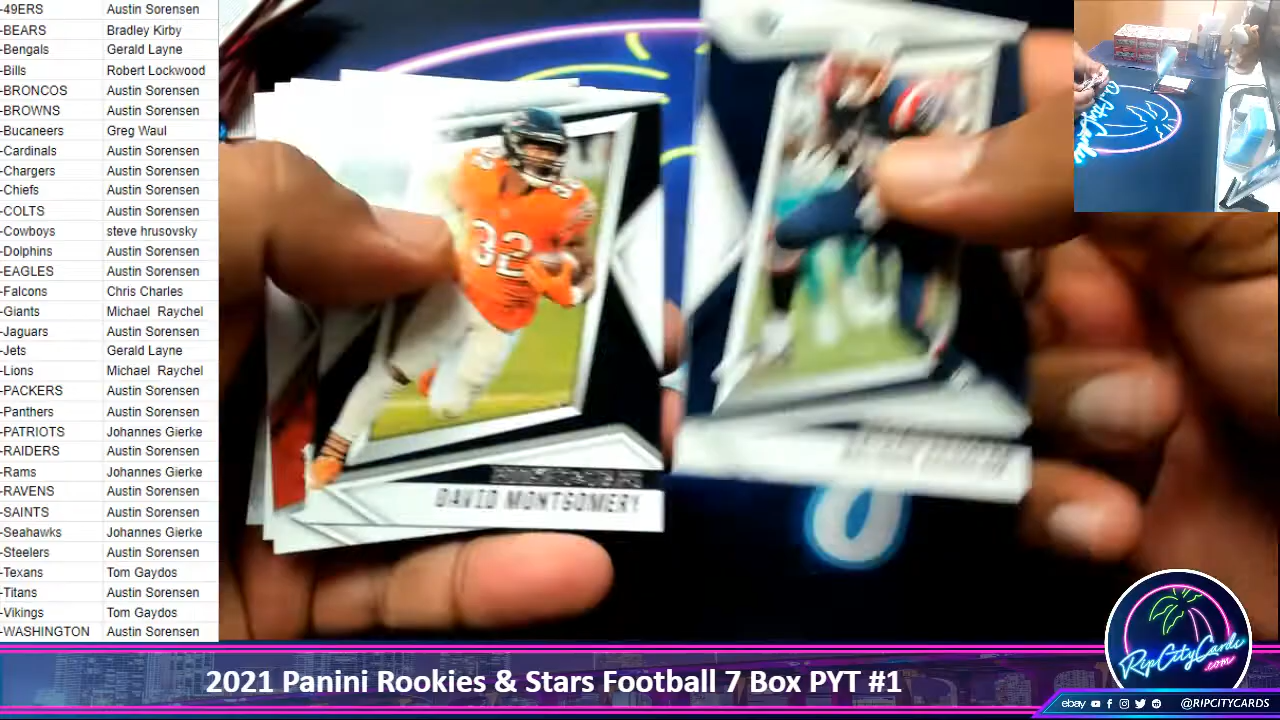 -49ERS Austin Sorensen
-BEARS Bradley Kirby
-Bengals Gerald Layne
-Bills Robert Lockwood
-BRONCOS Austin Sorensen
-BROWNS Austin Sorensen
-Bucaneers Greg Waul
-Cardinals Austin Sorensen
-Chargers Austin Sorensen
-Chiefs Austin Sorensen
-COLTS Austin Sorensen
-Cowboys steve hrusovsky
-Dolphins Austin Sorensen
-EAGLES Austin Sorensen
-Falcons Chris Charles
-Giants Michael Raychel
-Jaguars Austin Sorensen
-Jets Gerald Layne
-Lions Michael Raychel
-PACKERS Austin Sorensen
-Panthers Austin Sorensen
-PATRIOTS Johannes Gierke
-RAIDERS Austin Sorensen
-Rams Johannes Gierke
-RAVENS Austin Sorensen
-SAINTS Austin Sorensen
-Seahawks Johannes Gierke
-Steelers Austin Sorensen
-Texans Tom Gaydos
-Titans Austin Sorensen
-Vikings Tom Gaydos
-WASHINGTON Austin Sorensen
32
DAVID MONTGOMERY
RipCityCards
.com
2021 Panini Rookies & Stars Football 7 Box PYT #1
ebay @RIPCITYCARDS